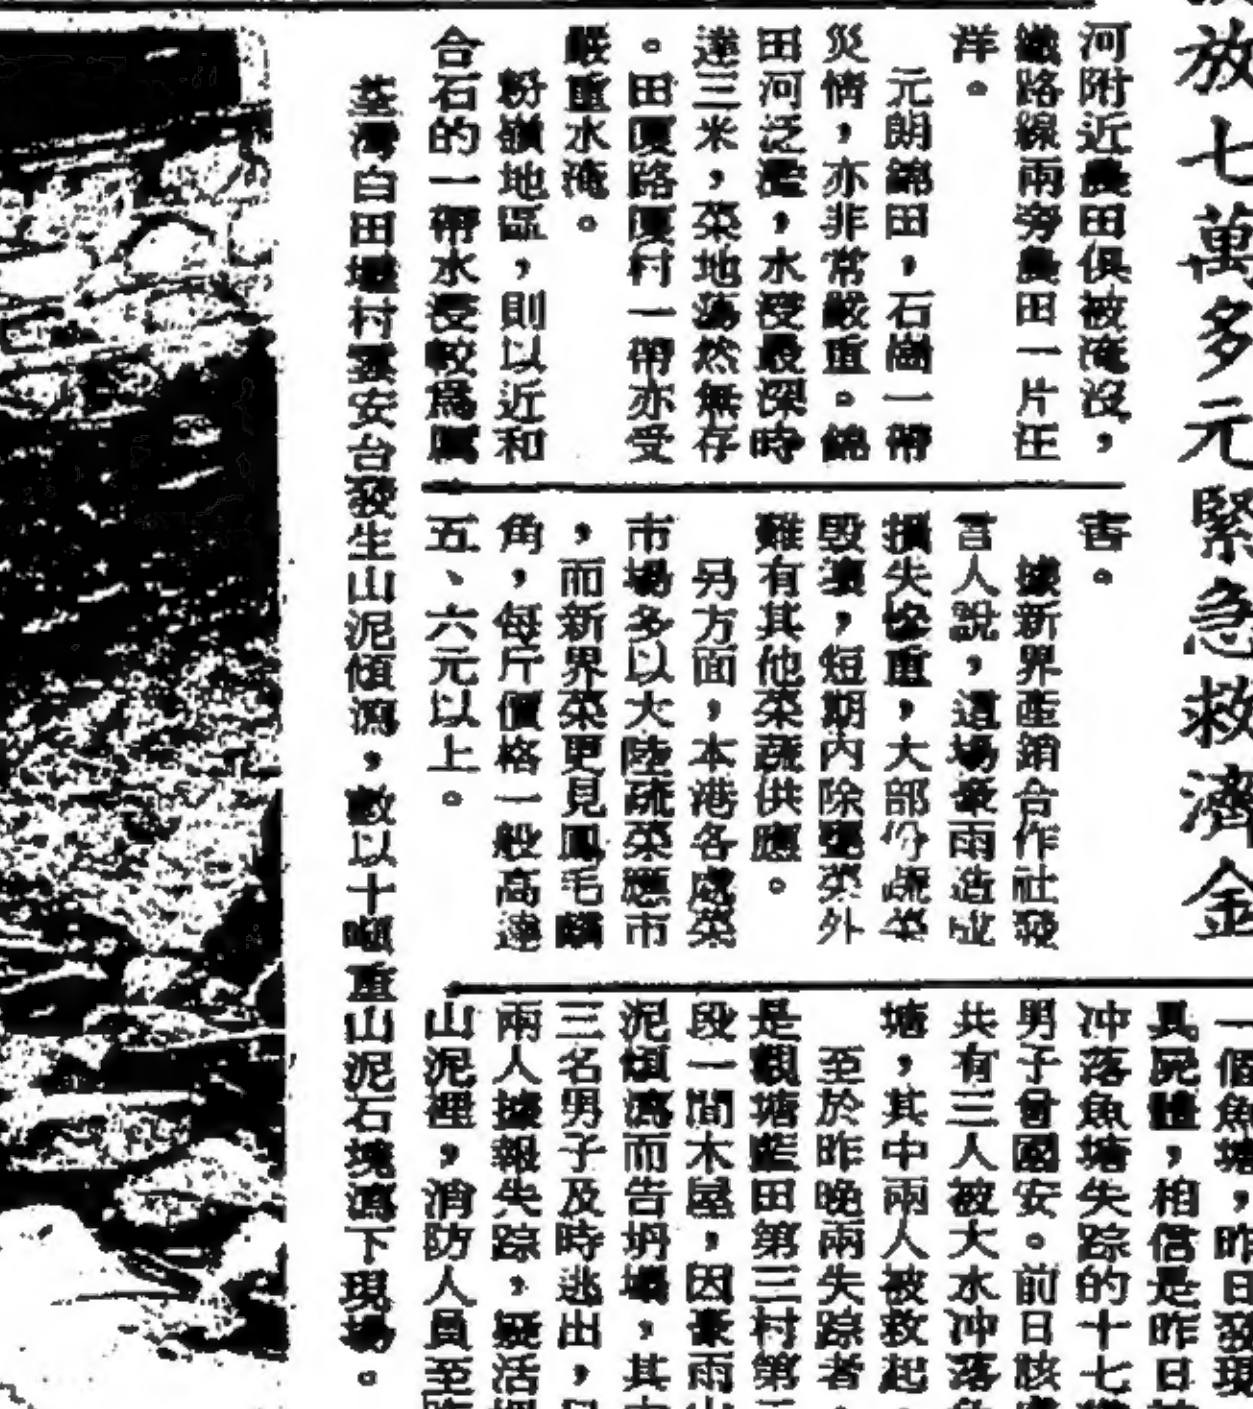 放七萬多元緊急救濟金
河附近農田俱被淹沒，
鐵路線兩旁農田一片汪
洋。
元朗錦田，石崗一帶
災情，亦非常嚴重。錦
田河泛濫，水浸最深時
達三米，菜地蕩然無存
。田厦路厦村一帶亦受
嚴重水淹。
粉嶺地區，則以近和
合石的一帶水浸較為厲
害。
據新界產銷合作社發
言人說，這場豪雨造成
損失慘重，大部份蔬菜
毀壞，短期內除甕菜外
難有其他菜蔬供應。
另方面，本港各處菜
市場多以大陸蔬菜應市
，而新界菜更見鳳毛麟
角，每斤價格一般高達
五、六元以上。
一個魚塘，昨日發現
具屍體，相信是昨日
冲落魚塘失踪的十七
男子曾國安。前日該
共有三人被大水冲落
塘，其中兩人被救起
至於昨晚兩失踪者，
是觀塘藍田第三村第
段一間木屋，因豪雨山
泥傾瀉而告坍塌，其
三名男子及時逃出，
兩人據報失踪，疑活埋
山泥裡，消防人員至
荃灣白田壩村靠安台發生山泥傾瀉，數以十噸重山泥石塊瀉下現場。